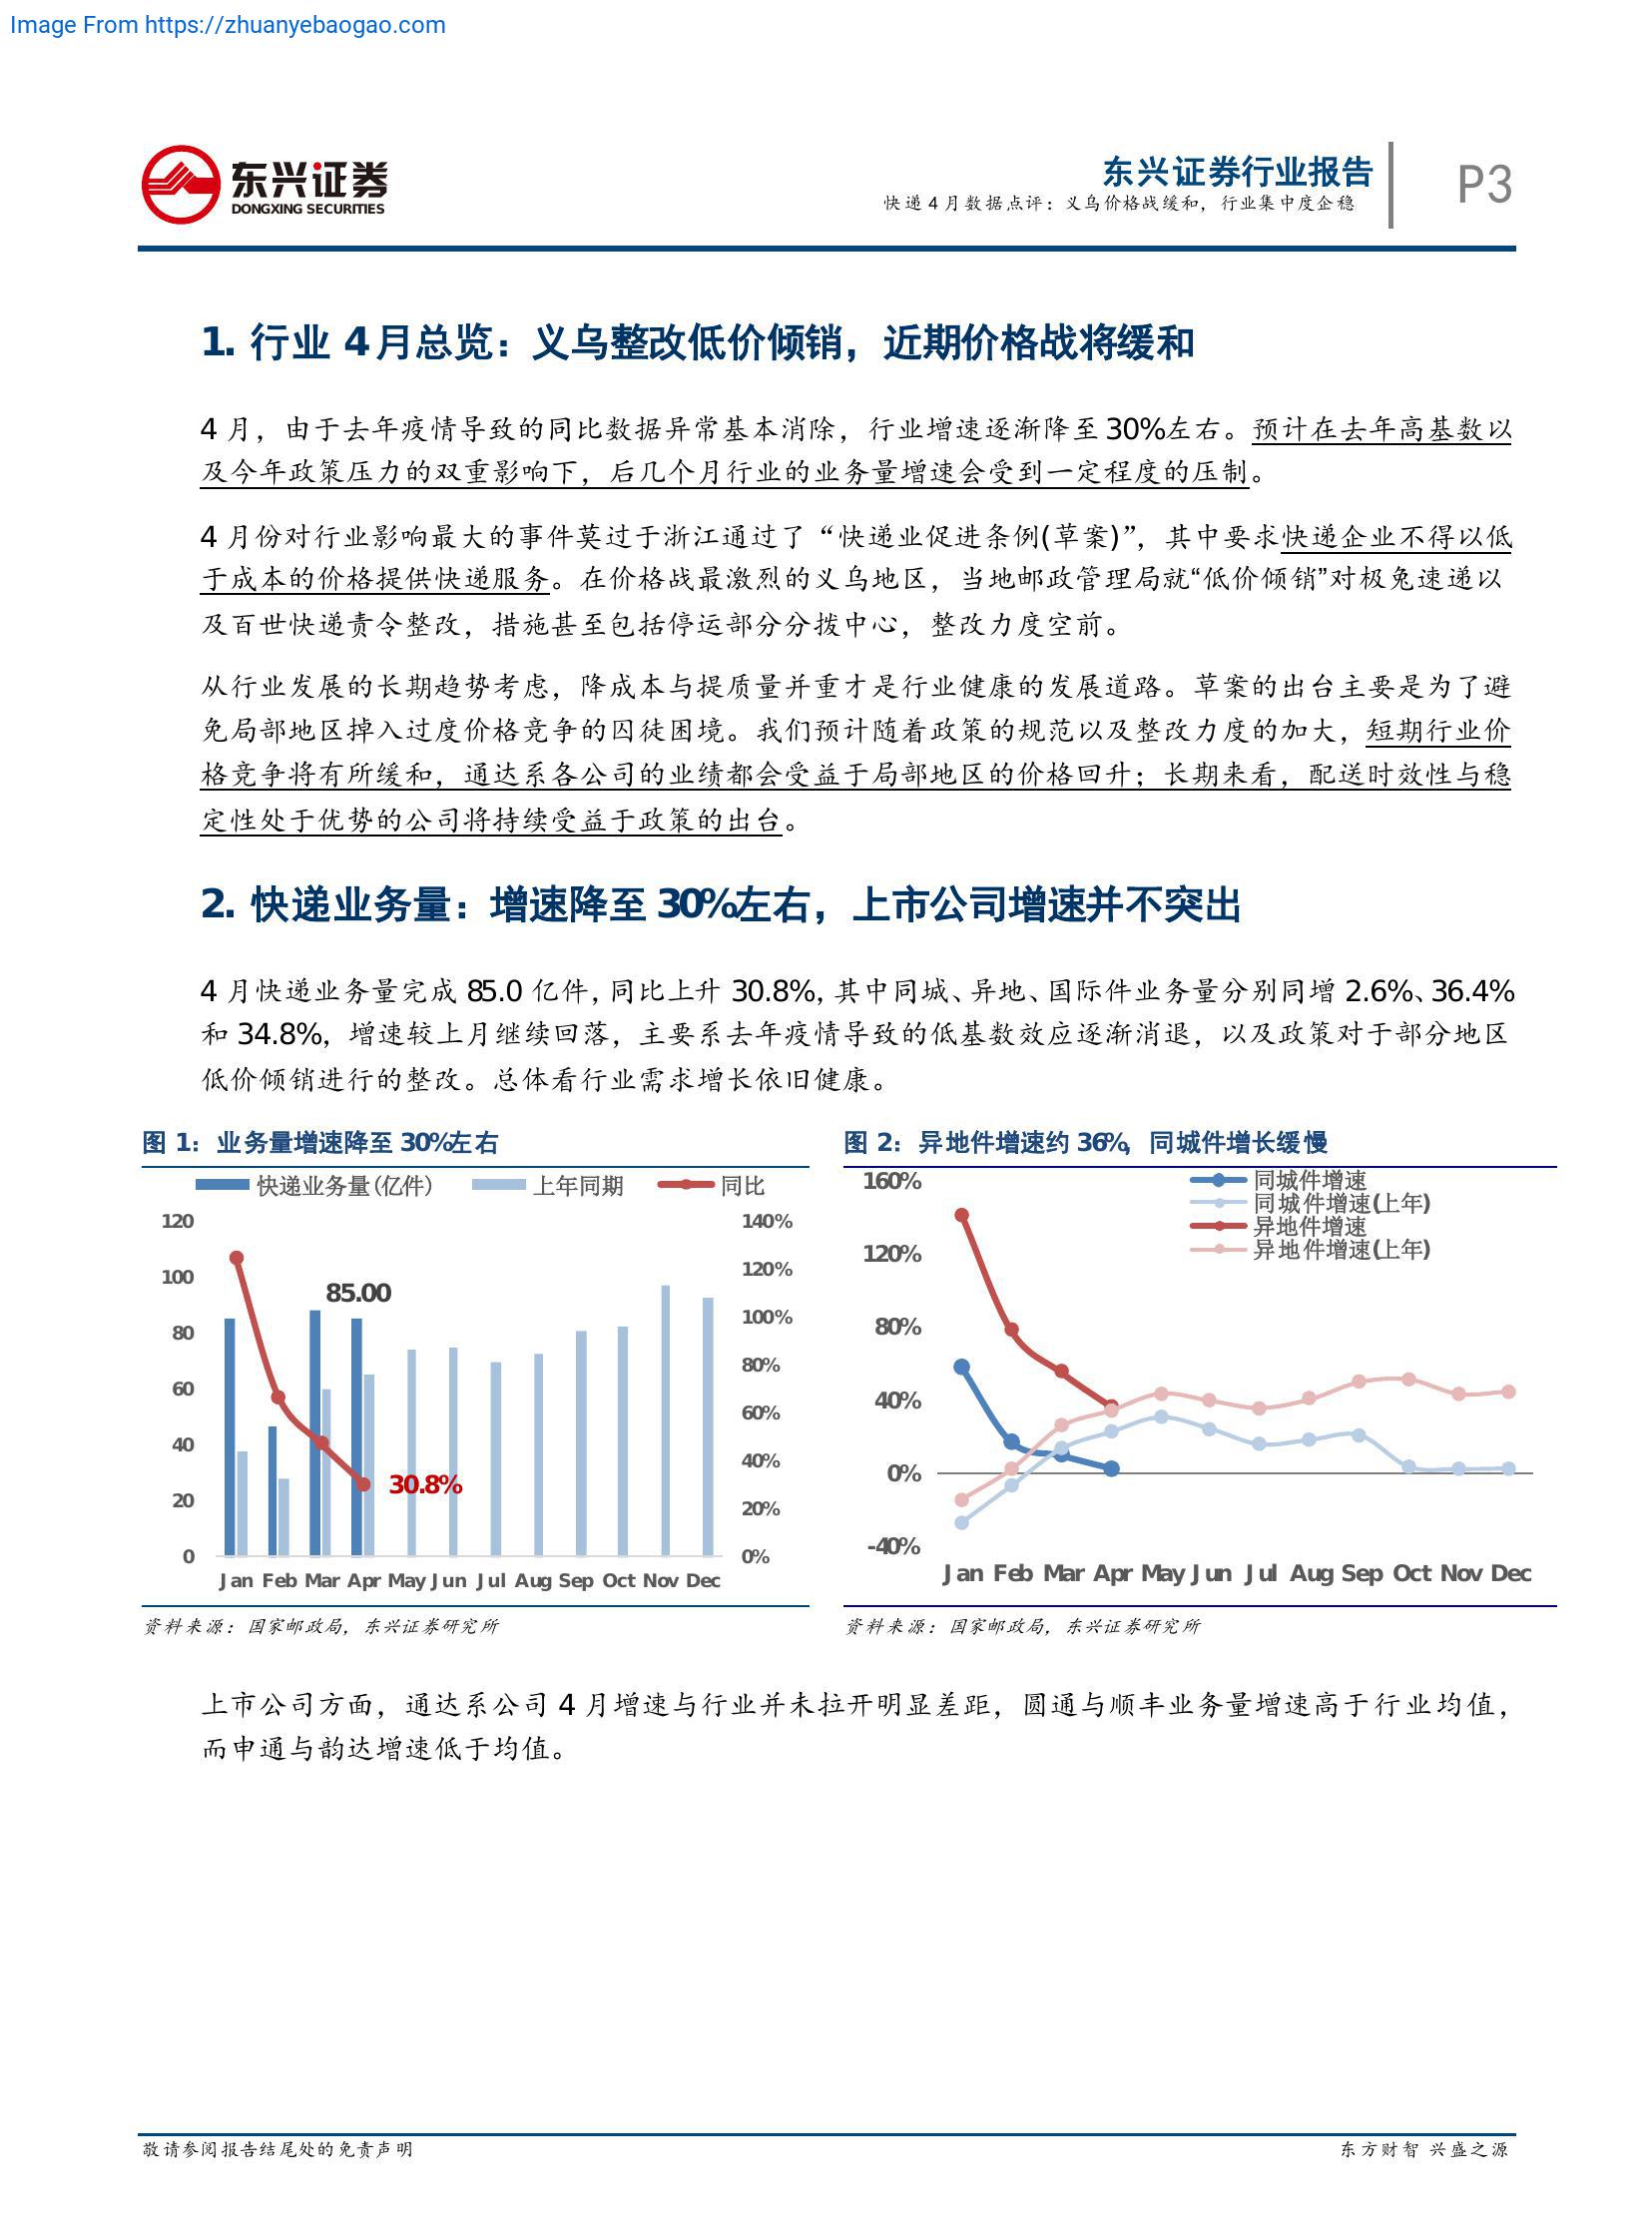 Image From https://zhuanyebaogao.com
东兴证券
DONGXING SECURITIES
东兴证券行业报告
快递 4 月数据点评：义乌价格战缓和，行业集中度企稳
P3
1. 行业 4 月总览：义乌整改低价倾销，近期价格战将缓和
4 月，由于去年疫情导致的同比数据异常基本消除，行业增速逐渐降至 30%左右。预计在去年高基数以
及今年政策压力的双重影响下，后几个月行业的业务量增速会受到一定程度的压制。
4 月份对行业影响最大的事件莫过于浙江通过了“快递业促进条例(草案)”，其中要求快递企业不得以低
于成本的价格提供快递服务。在价格战最激烈的义乌地区，当地邮政管理局就“低价倾销”对极兔速递以
及百世快递责令整改，措施甚至包括停运部分分拨中心，整改力度空前。
从行业发展的长期趋势考虑，降成本与提质量并重才是行业健康的发展道路。草案的出台主要是为了避
免局部地区掉入过度价格竞争的囚徒困境。我们预计随着政策的规范以及整改力度的加大，短期行业价
格竞争将有所缓和，通达系各公司的业绩都会受益于局部地区的价格回升；长期来看，配送时效性与稳
定性处于优势的公司将持续受益于政策的出台。
2. 快递业务量：增速降至 30%左右，上市公司增速并不突出
4 月快递业务量完成 85.0 亿件，同比上升 30.8%，其中同城、异地、国际件业务量分别同增 2.6%、36.4%
和 34.8%，增速较上月继续回落，主要系去年疫情导致的低基数效应逐渐消退，以及政策对于部分地区
低价倾销进行的整改。总体看行业需求增长依旧健康。
图 1：业务量增速降至 30%左右
快递业务量(亿件) 上年同期 同比
120
100
80
60
40
20
0
85.00
30.8%
140%
120%
100%
80%
60%
40%
20%
0%
Jan Feb Mar Apr May Jun Jul Aug Sep Oct Nov Dec
资料来源：国家邮政局，东兴证券研究所
图 2：异地件增速约 36%，同城件增长缓慢
同城件增速
同城件增速(上年)
异地件增速
异地件增速(上年)
160%
120%
80%
40%
0%
-40%
Jan Feb Mar Apr May Jun Jul Aug Sep Oct Nov Dec
资料来源：国家邮政局，东兴证券研究所
上市公司方面，通达系公司 4 月增速与行业并未拉开明显差距，圆通与顺丰业务量增速高于行业均值，
而申通与韵达增速低于均值。
敬请参阅报告结尾处的免责声明
东方财智 兴盛之源